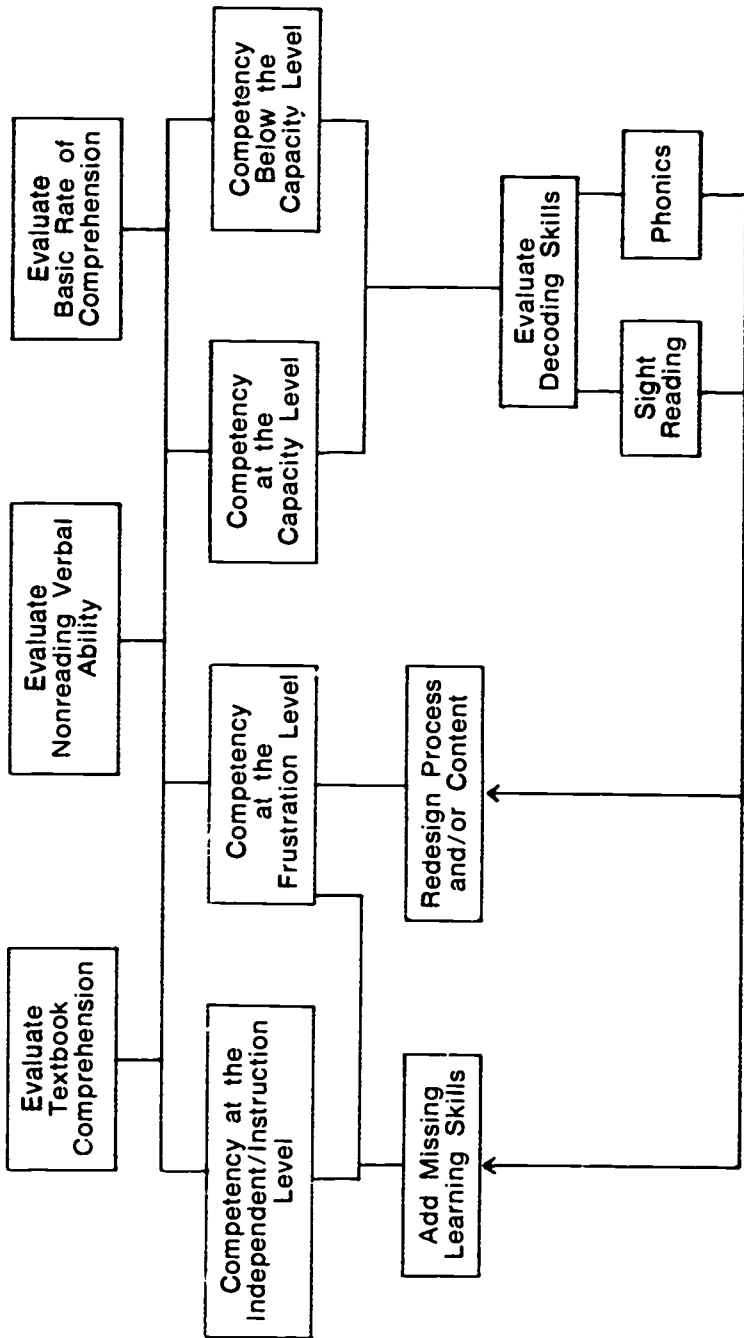 Evaluate
Textbook
Comprehension
Evaluate
Nonreading Verbal
Ability
Evaluate
Basic Rate of
Comprehension
Competency at the
Independent/Instruction
Level
Competency
at the
Frustration Level
Competency
at the
Capacity Level
Competency
Below the
Capacity Level
Add Missing
Learning Skills
Redesign Process
and/or Content
Evaluate
Decoding Skills
Sight
Reading
Phonics